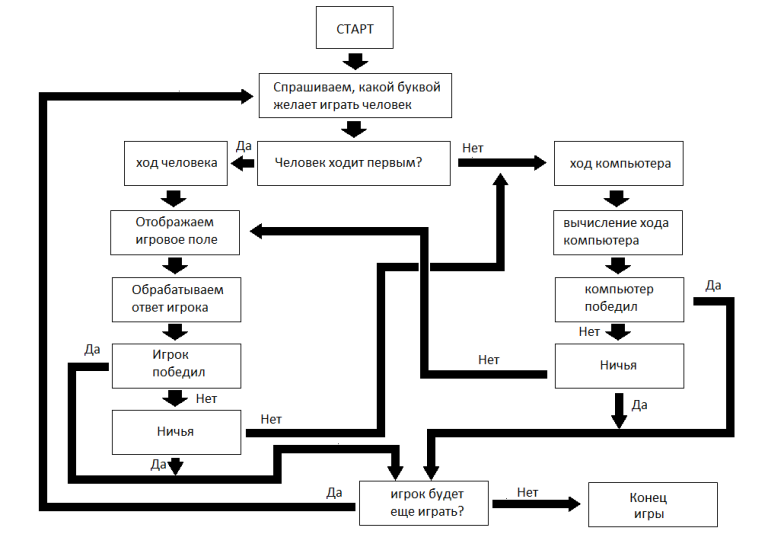 СТАРТ
Спрашиваем, какой буквой
желает играть человек
Да
Нет
ход человека
Человек ходит первым?
ход компьютера
Отображаем
игровое поле
вычисление хода
компьютера
Обрабатываем
ответ игрока
компьютер
победил
Да
Нет
Да
Игрок
победил
Нет
Ничья
Нет
Да
Ничья
Нет
Да
Да
игрок будет
еще играть?
Нет
Конец
игры